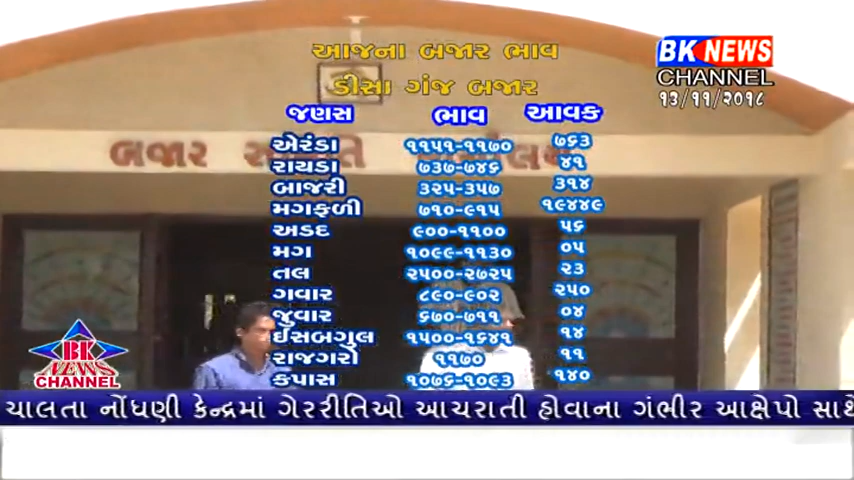 આજના બજાર ભાવ
ડીસા ગંજ બજાર
BK NEWS
CHANNEL
૧૩/૧૧/૨૦૧૮
જણસ ભાવ આવક
એરંડા ૧૧૫૧-૧૧૭૦ ૭૬૩
રાયડા ૭૩૭-૭૪૬ ૪૧
બાજરી ૩૨૫-૩૫૭ ૩૧૪
મગફળી ૭૧૦-૯૧૫ ૧૯૪૪૯
અડદ ૯૦૦-૧૧૦૦ ૫૬
મગ ૧૦૯૯-૧૧૩૦ ૦૫
તલ ૨૫૦૦-૨૭૨૫ ૨૩
ગવાર ૮૯૦-૯૦૨ ૨૫૦
જુવાર ૬૭૦-૭૧૧ ૦૪
ઈસબગુલ ૧૫૦૦-૧૬૪૧ ૧૪
રાજગરો ૧૧૭૦ ૧૧
કપાસ ૧૦૭૬-૧૦૯૩ ૧૪૦
બજાર
BK
NEWS
CHANNEL
ચાલતા નોંધણી કેન્દ્રમાં ગેરરીતિઓ આચરાતી હોવાના ગંભીર આક્ષેપો સાથે